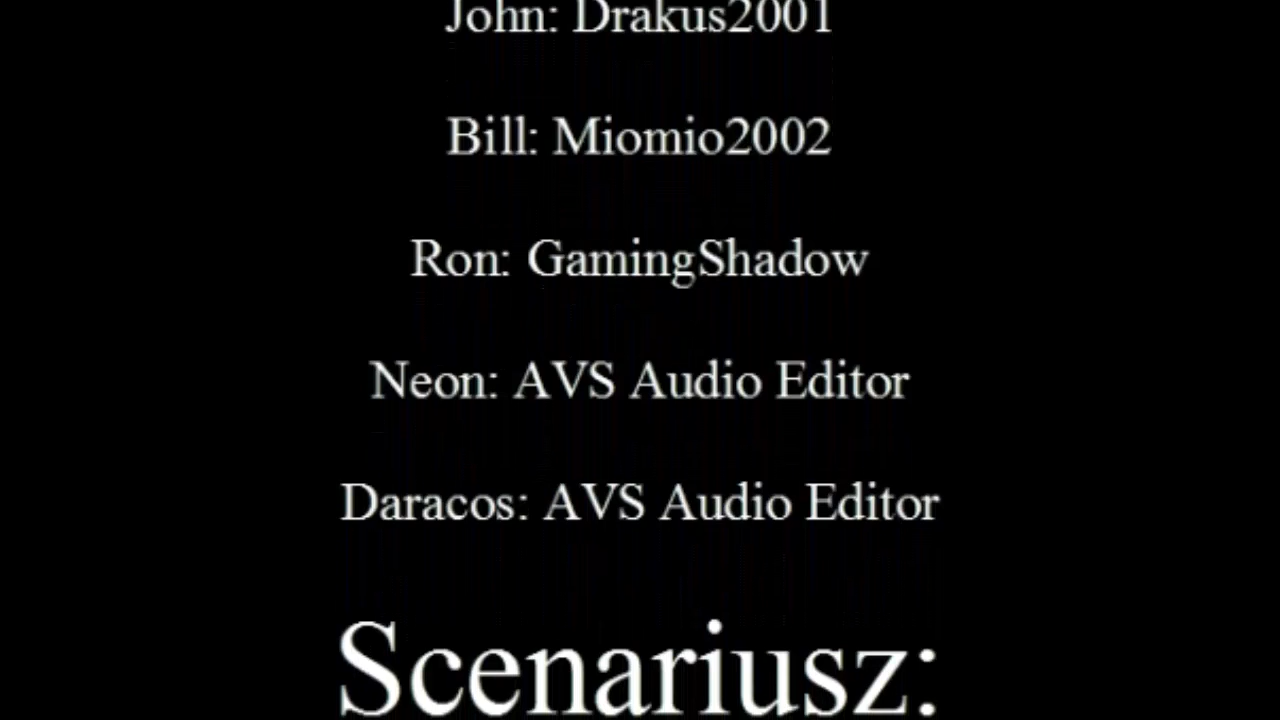 John: Drakus2001
Bill: Miomio2002
Ron: GamingShadow
Neon: AVS Audio Editor
Daracos: AVS Audio Editor
Scenariusz: